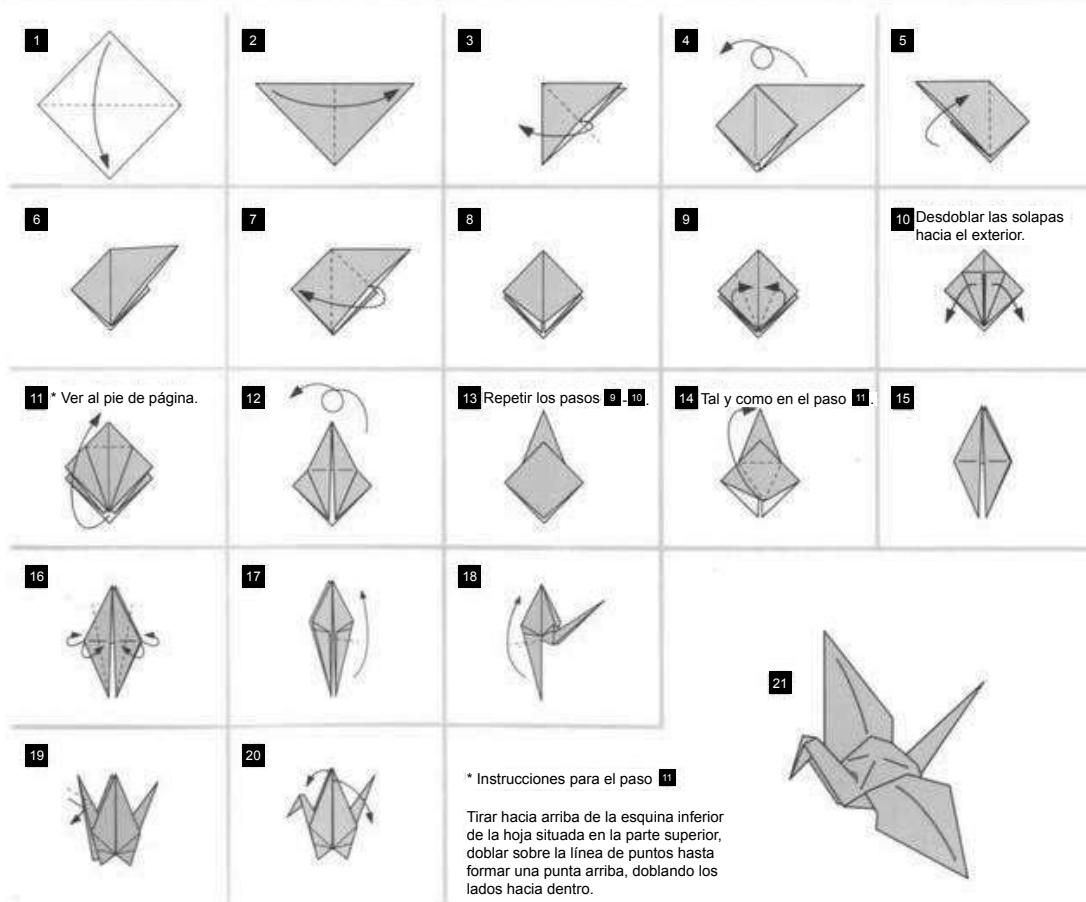 1
2
3
4
5
6
7
8
9
10 Desdoblar las solapas
hacia el exterior.
11 * Ver al pie de página.
12
13 Repetir los pasos 9 - 10.
14 Tal y como en el paso 11.
15
16
17
18
19
20
21
* Instrucciones para el paso 11
Tirar hacia arriba de la esquina inferior
de la hoja situada en la parte superior,
doblar sobre la línea de puntos hasta
formar una punta arriba, doblando los
lados hacia dentro.